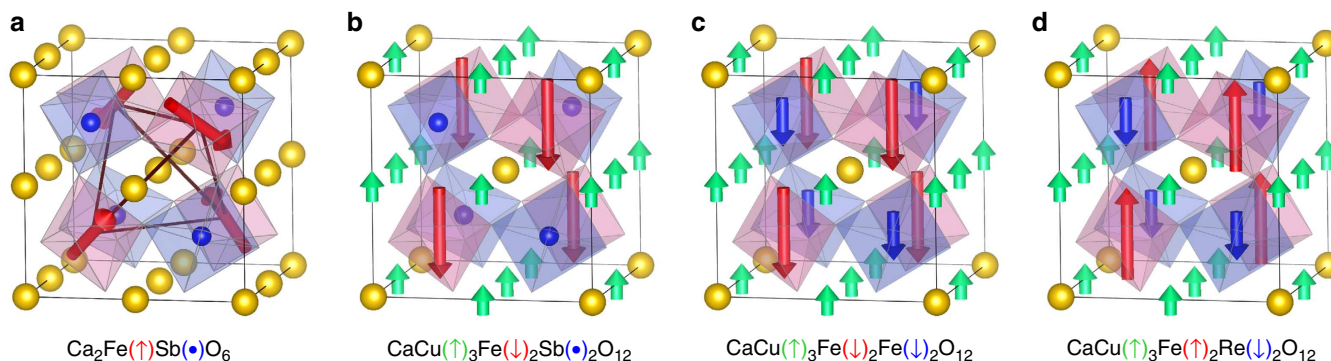 a b c d
Ca₂Fe(↑)Sb(•)O₆ CaCu(↑)₃Fe(↓)₂Sb(•)₂O₁₂ CaCu(↑)₃Fe(↓)₂Fe(↓)₂O₁₂ CaCu(↑)₃Fe(↑)₂Re(↓)₂O₁₂